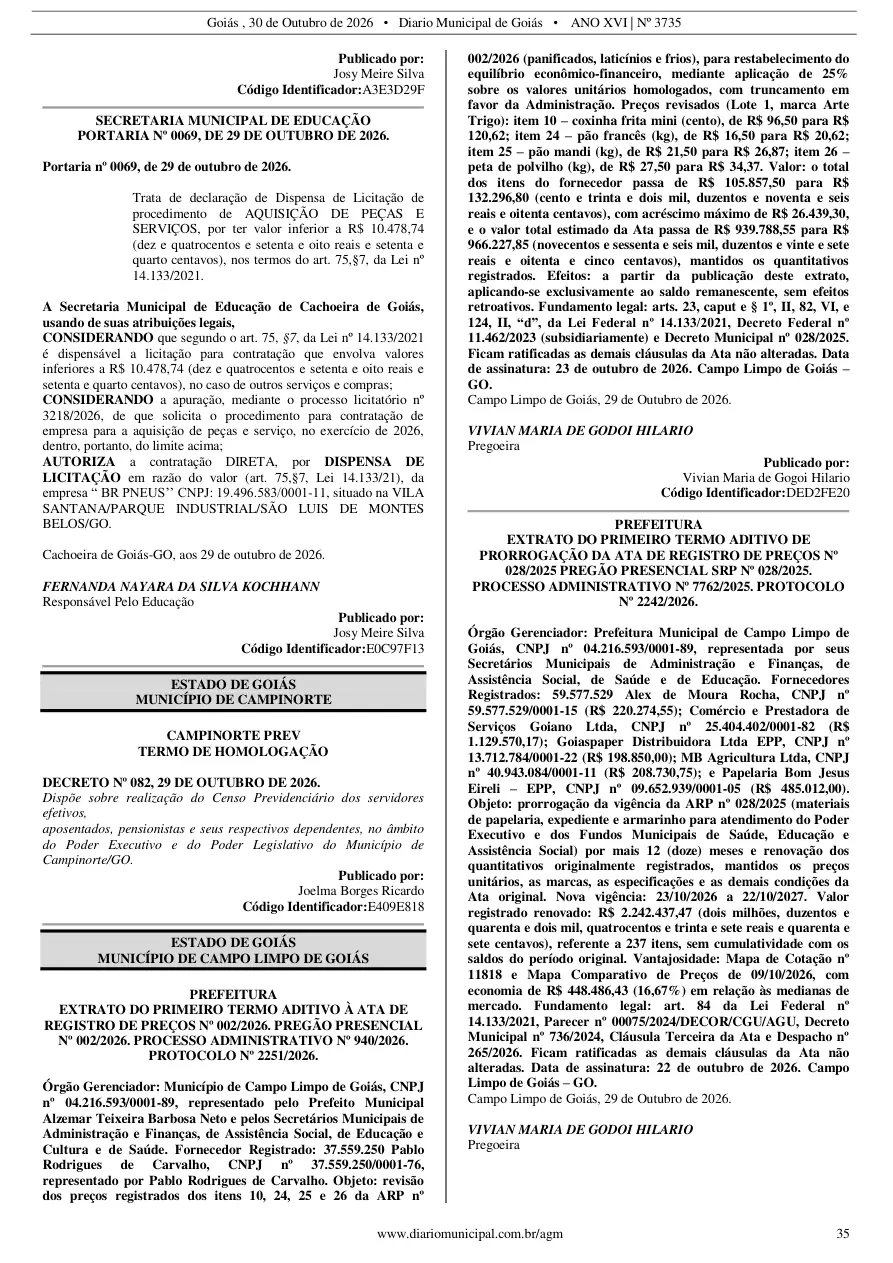 Goiás , 30 de Outubro de 2026 • Diario Municipal de Goiás • ANO XVI | Nº 3735
Publicado por:
Josy Meire Silva
Código Identificador:A3E3D29F
SECRETARIA MUNICIPAL DE EDUCAÇÃO
PORTARIA Nº 0069, DE 29 DE OUTUBRO DE 2026.
Portaria nº 0069, de 29 de outubro de 2026.
Trata de declaração de Dispensa de Licitação de
procedimento de AQUISIÇÃO DE PEÇAS E
SERVIÇOS, por ter valor inferior a R$ 10.478,74
(dez e quatrocentos e setenta e oito reais e setenta e
quarto centavos), nos termos do art. 75,§7, da Lei nº
14.133/2021.
A Secretaria Municipal de Educação de Cachoeira de Goiás,
usando de suas atribuições legais,
CONSIDERANDO que segundo o art. 75, §7, da Lei nº 14.133/2021
é dispensável a licitação para contratação que envolva valores
inferiores a R$ 10.478,74 (dez e quatrocentos e setenta e oito reais e
setenta e quarto centavos), no caso de outros serviços e compras;
CONSIDERANDO a apuração, mediante o processo licitatório nº
3218/2026, de que solicita o procedimento para contratação de
empresa para a aquisição de peças e serviço, no exercício de 2026,
dentro, portanto, do limite acima;
AUTORIZA a contratação DIRETA, por DISPENSA DE
LICITAÇÃO em razão do valor (art. 75,§7, Lei 14.133/21), da
empresa “ BR PNEUS’’ CNPJ: 19.496.583/0001-11, situado na VILA
SANTANA/PARQUE INDUSTRIAL/SÃO LUIS DE MONTES
BELOS/GO.
Cachoeira de Goiás-GO, aos 29 de outubro de 2026.
FERNANDA NAYARA DA SILVA KOCHHANN
Responsável Pelo Educação
Publicado por:
Josy Meire Silva
Código Identificador:E0C97F13
ESTADO DE GOIÁS
MUNICÍPIO DE CAMPINORTE
CAMPINORTE PREV
TERMO DE HOMOLOGAÇÃO
DECRETO Nº 082, 29 DE OUTUBRO DE 2026.
Dispõe sobre realização do Censo Previdenciário dos servidores
efetivos,
aposentados, pensionistas e seus respectivos dependentes, no âmbito
do Poder Executivo e do Poder Legislativo do Município de
Campinorte/GO.
Publicado por:
Joelma Borges Ricardo
Código Identificador:E409E818
ESTADO DE GOIÁS
MUNICÍPIO DE CAMPO LIMPO DE GOIÁS
PREFEITURA
EXTRATO DO PRIMEIRO TERMO ADITIVO À ATA DE
REGISTRO DE PREÇOS Nº 002/2026. PREGÃO PRESENCIAL
Nº 002/2026. PROCESSO ADMINISTRATIVO Nº 940/2026.
PROTOCOLO Nº 2251/2026.
Órgão Gerenciador: Município de Campo Limpo de Goiás, CNPJ
nº 04.216.593/0001-89, representado pelo Prefeito Municipal
Alzemar Teixeira Barbosa Neto e pelos Secretários Municipais de
Administração e Finanças, de Assistência Social, de Educação e
Cultura e de Saúde. Fornecedor Registrado: 37.559.250 Pablo
Rodrigues de Carvalho, CNPJ nº 37.559.250/0001-76,
representado por Pablo Rodrigues de Carvalho. Objeto: revisão
dos preços registrados dos itens 10, 24, 25 e 26 da ARP nº
002/2026 (panificados, laticínios e frios), para restabelecimento do
equilíbrio econômico-financeiro, mediante aplicação de 25%
sobre os valores unitários homologados, com truncamento em
favor da Administração. Preços revisados (Lote 1, marca Arte
Trigo): item 10 – coxinha frita mini (cento), de R$ 96,50 para R$
120,62; item 24 – pão francês (kg), de R$ 16,50 para R$ 20,62;
item 25 – pão mandi (kg), de R$ 21,50 para R$ 26,87; item 26 –
peta de polvilho (kg), de R$ 27,50 para R$ 34,37. Valor: o total
dos itens do fornecedor passa de R$ 105.857,50 para R$
132.296,80 (cento e trinta e dois mil, duzentos e noventa e seis
reais e oitenta centavos), com acréscimo máximo de R$ 26.439,30,
e o valor total estimado da Ata passa de R$ 939.788,55 para R$
966.227,85 (novecentos e sessenta e seis mil, duzentos e vinte e sete
reais e oitenta e cinco centavos), mantidos os quantitativos
registrados. Efeitos: a partir da publicação deste extrato,
aplicando-se exclusivamente ao saldo remanescente, sem efeitos
retroativos. Fundamento legal: arts. 23, caput e § 1º, II, 82, VI, e
124, II, “d”, da Lei Federal nº 14.133/2021, Decreto Federal nº
11.462/2023 (subsidiariamente) e Decreto Municipal nº 028/2025.
Ficam ratificadas as demais cláusulas da Ata não alteradas. Data
de assinatura: 23 de outubro de 2026. Campo Limpo de Goiás –
GO.
Campo Limpo de Goiás, 29 de Outubro de 2026.
VIVIAN MARIA DE GODOI HILARIO
Pregoeira
Publicado por:
Vivian Maria de Gogoi Hilario
Código Identificador:DED2FE20
PREFEITURA
EXTRATO DO PRIMEIRO TERMO ADITIVO DE
PRORROGAÇÃO DA ATA DE REGISTRO DE PREÇOS Nº
028/2025 PREGÃO PRESENCIAL SRP Nº 028/2025.
PROCESSO ADMINISTRATIVO Nº 7762/2025. PROTOCOLO
Nº 2242/2026.
Órgão Gerenciador: Prefeitura Municipal de Campo Limpo de
Goiás, CNPJ nº 04.216.593/0001-89, representada por seus
Secretários Municipais de Administração e Finanças, de
Assistência Social, de Saúde e de Educação. Fornecedores
Registrados: 59.577.529 Alex de Moura Rocha, CNPJ nº
59.577.529/0001-15 (R$ 220.274,55); Comércio e Prestadora de
Serviços Goiano Ltda, CNPJ nº 25.404.402/0001-82 (R$
1.129.570,17); Goiaspaper Distribuidora Ltda EPP, CNPJ nº
13.712.784/0001-22 (R$ 198.850,00); MB Agricultura Ltda, CNPJ
nº 40.943.084/0001-11 (R$ 208.730,75); e Papelaria Bom Jesus
Eireli – EPP, CNPJ nº 09.652.939/0001-05 (R$ 485.012,00).
Objeto: prorrogação da vigência da ARP nº 028/2025 (materiais
de papelaria, expediente e armarinho para atendimento do Poder
Executivo e dos Fundos Municipais de Saúde, Educação e
Assistência Social) por mais 12 (doze) meses e renovação dos
quantitativos originalmente registrados, mantidos os preços
unitários, as marcas, as especificações e as demais condições da
Ata original. Nova vigência: 23/10/2026 a 22/10/2027. Valor
registrado renovado: R$ 2.242.437,47 (dois milhões, duzentos e
quarenta e dois mil, quatrocentos e trinta e sete reais e quarenta e
sete centavos), referente a 237 itens, sem cumulatividade com os
saldos do período original. Vantajosidade: Mapa de Cotação nº
11818 e Mapa Comparativo de Preços de 09/10/2026, com
economia de R$ 448.486,43 (16,67%) em relação às medianas de
mercado. Fundamento legal: art. 84 da Lei Federal nº
14.133/2021, Parecer nº 00075/2024/DECOR/CGU/AGU, Decreto
Municipal nº 736/2024, Cláusula Terceira da Ata e Despacho nº
265/2026. Ficam ratificadas as demais cláusulas da Ata não
alteradas. Data de assinatura: 22 de outubro de 2026. Campo
Limpo de Goiás – GO.
Campo Limpo de Goiás, 29 de Outubro de 2026.
VIVIAN MARIA DE GODOI HILARIO
Pregoeira
www.diariomunicipal.com.br/agm
35